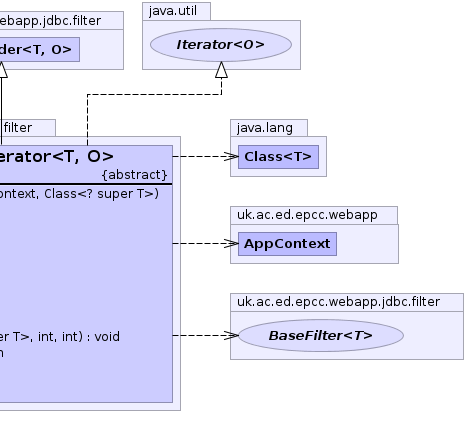 ebapp.jdbc.filter
der<T, O>
java.util
Iterator<O>
filter
erator<T, O>
{abstract}
ontext, Class<? super T>)
er T>, int, int) : void
n
java.lang
Class<T>
uk.ac.ed.epcc.webapp
AppContext
uk.ac.ed.epcc.webapp.jdbc.filter
BaseFilter<T>